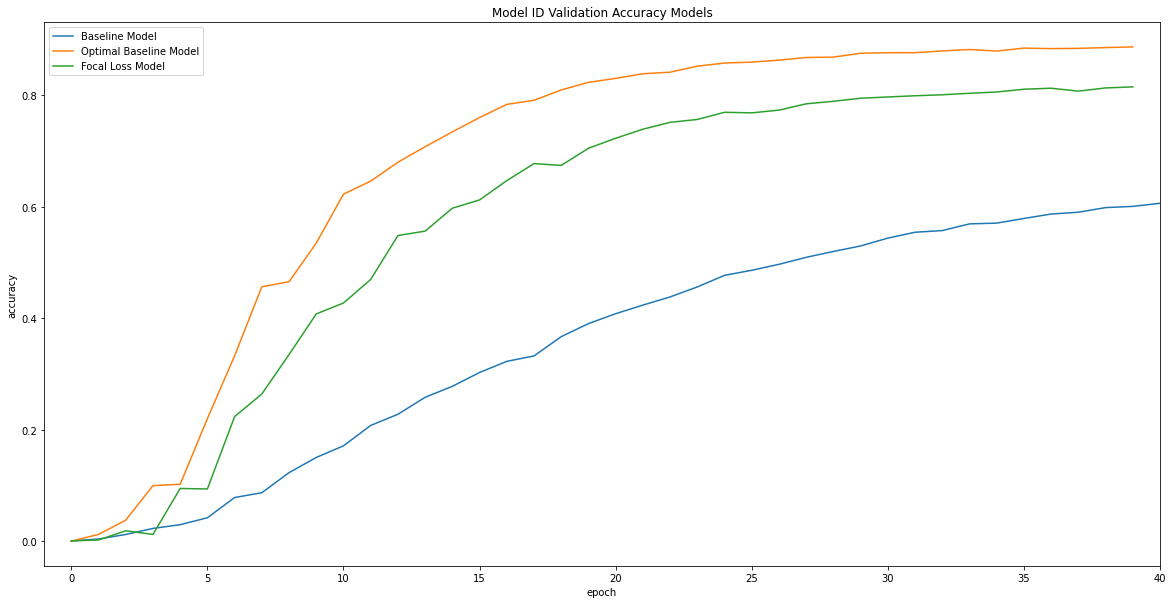 Model ID Validation Accuracy Models
Baseline Model
Optimal Baseline Model
Focal Loss Model
accuracy
0.8
0.6
0.4
0.2
0.0
0 5 10 15 20 25 30 35 40
epoch